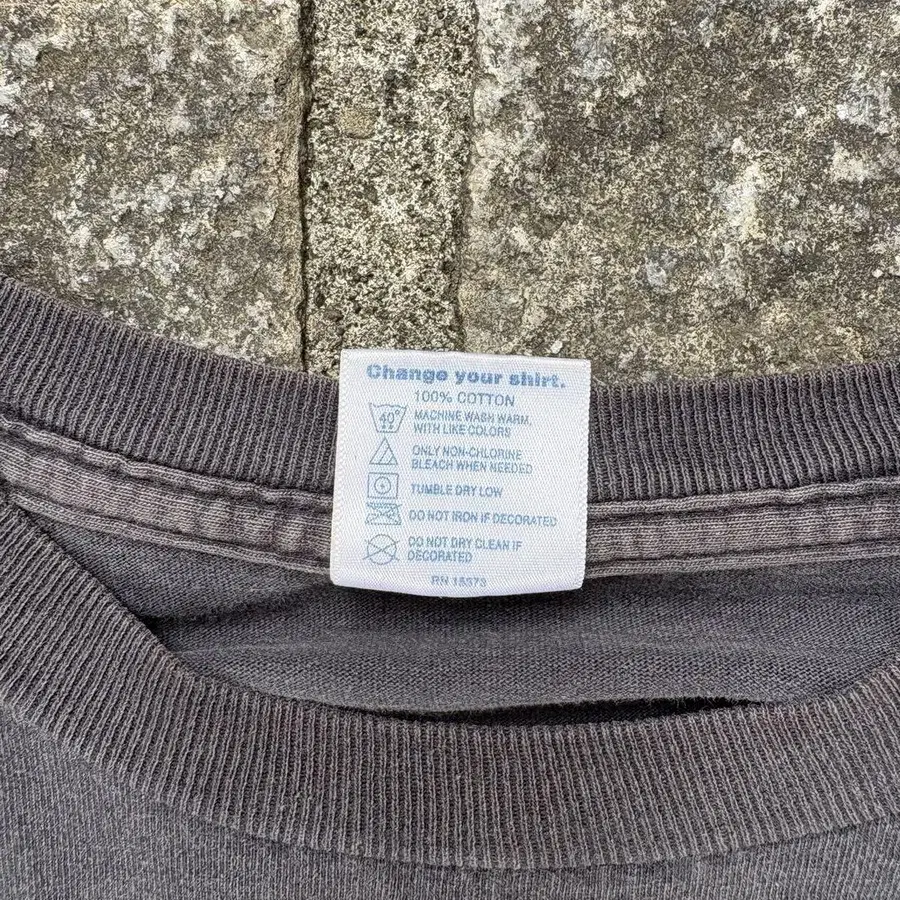 Change your shirt.
100% COTTON
40°
MACHINE WASH WARM,
WITH LIKE COLORS
ONLY NON-CHLORINE
BLEACH WHEN NEEDED
TUMBLE DRY LOW
DO NOT IRON IF DECORATED
DO NOT DRY CLEAN IF
DECORATED
RN